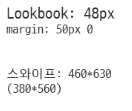 Lookbook: 48px
margin: 50px 0
스와이프: 460*630
(380*560)